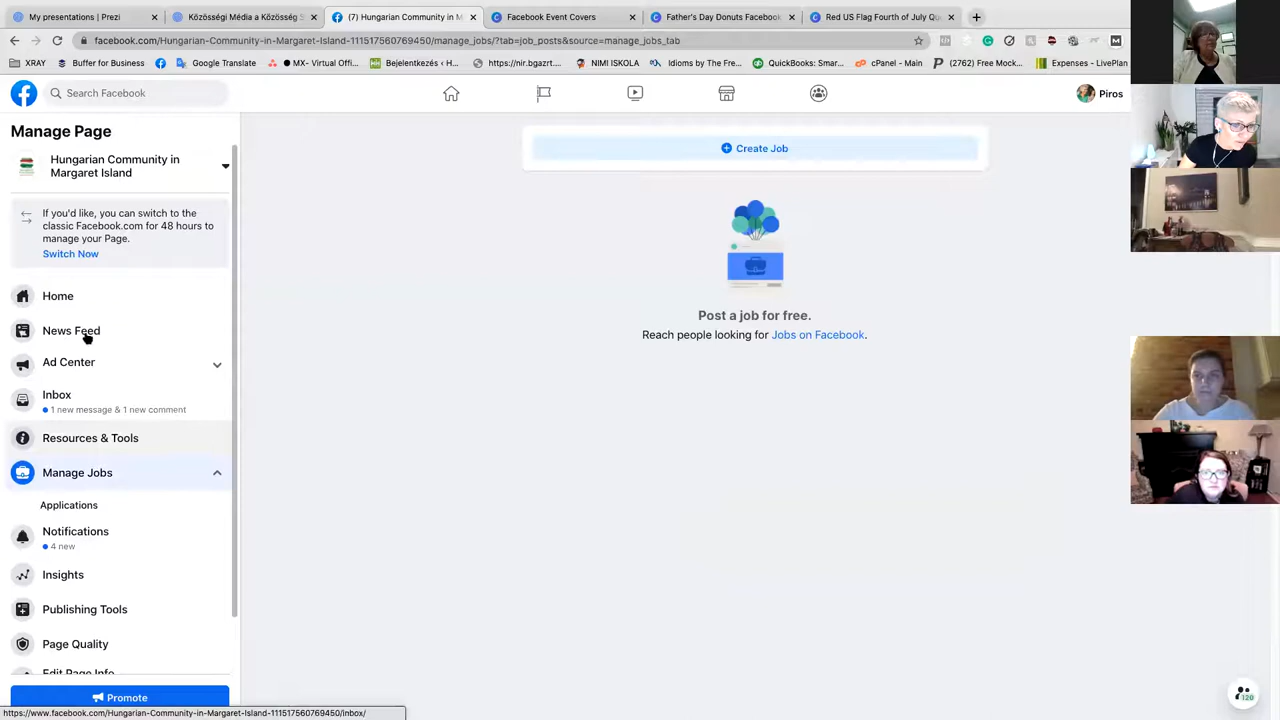 My presentations | Prezi
Közösségi Média a Közösség S
(7) Hungarian Community in M
Facebook Event Covers
Father's Day Donuts Facebook
Red US Flag Fourth of July Qu
facebook.com/Hungarian-Community-in-Margaret-Island-111517560769450/manage_jobs/?tab=job_posts&source=manage_jobs_tab
XRAY
Buffer for Business
Google Translate
MX- Virtual Offi...
Bejelentkezés ‹ H...
https://nir.bgazrt...
NIMI ISKOLA
Idioms by The Fre...
QuickBooks: Smar...
cPanel - Main
(2762) Free Mock...
Expenses - LivePlan
Search Facebook
Piros
Manage Page
Hungarian Community in
Margaret Island
If you'd like, you can switch to the
classic Facebook.com for 48 hours to
manage your Page.
Switch Now
Home
News Feed
Ad Center
Inbox
1 new message & 1 new comment
Resources & Tools
Manage Jobs
Applications
Notifications
4 new
Insights
Publishing Tools
Page Quality
Edit Page Info
Promote
Create Job
Post a job for free.
Reach people looking for Jobs on Facebook.
120
https://www.facebook.com/Hungarian-Community-in-Margaret-Island-111517560769450/inbox/